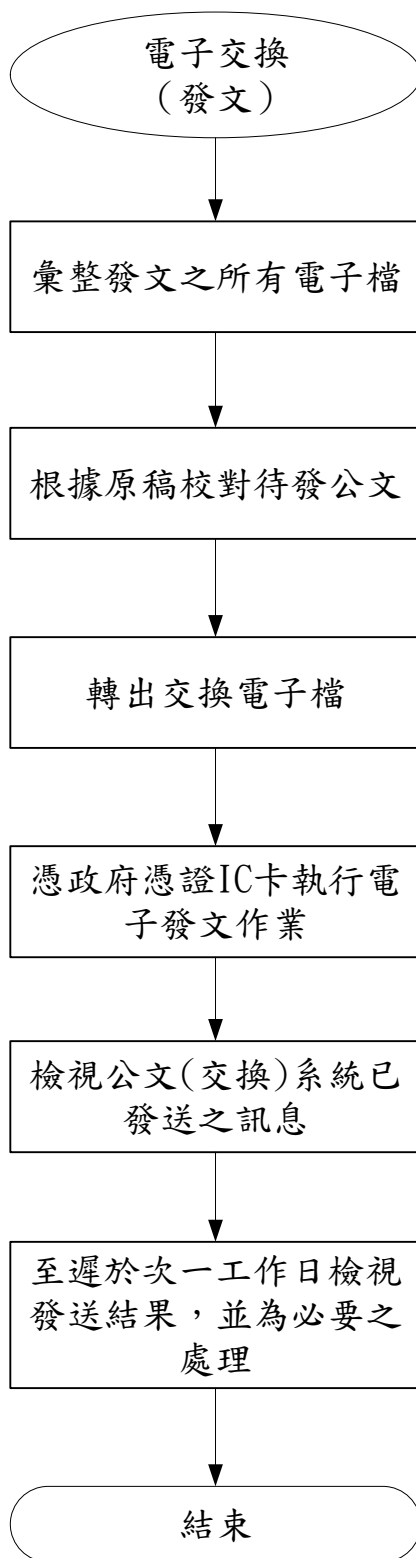 電子交換
（發文）
彙整發文之所有電子檔
根據原稿校對待發公文
轉出交換電子檔
憑政府憑證IC卡執行電
子發文作業
檢視公文(交換)系統已
發送之訊息
至遲於次一工作日檢視
發送結果，並為必要之
處理
結束